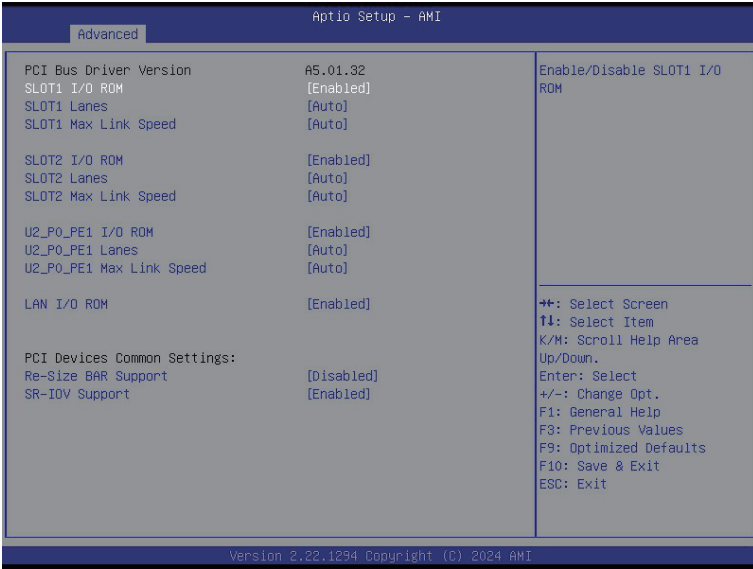 Aptio Setup – AMI
Advanced
PCI Bus Driver Version A5.01.32
SLOT1 I/O ROM [Enabled]
SLOT1 Lanes [Auto]
SLOT1 Max Link Speed [Auto]
SLOT2 I/O ROM [Enabled]
SLOT2 Lanes [Auto]
SLOT2 Max Link Speed [Auto]
U2_P0_PE1 I/O ROM [Enabled]
U2_P0_PE1 Lanes [Auto]
U2_P0_PE1 Max Link Speed [Auto]
LAN I/O ROM [Enabled]
PCI Devices Common Settings:
Re-Size BAR Support [Disabled]
SR-IOV Support [Enabled]
Enable/Disable SLOT1 I/O
ROM
→←: Select Screen
↑↓: Select Item
K/M: Scroll Help Area
Up/Down.
Enter: Select
+/-: Change Opt.
F1: General Help
F3: Previous Values
F9: Optimized Defaults
F10: Save & Exit
ESC: Exit
Version 2.22.1294 Copyright (C) 2024 AMI